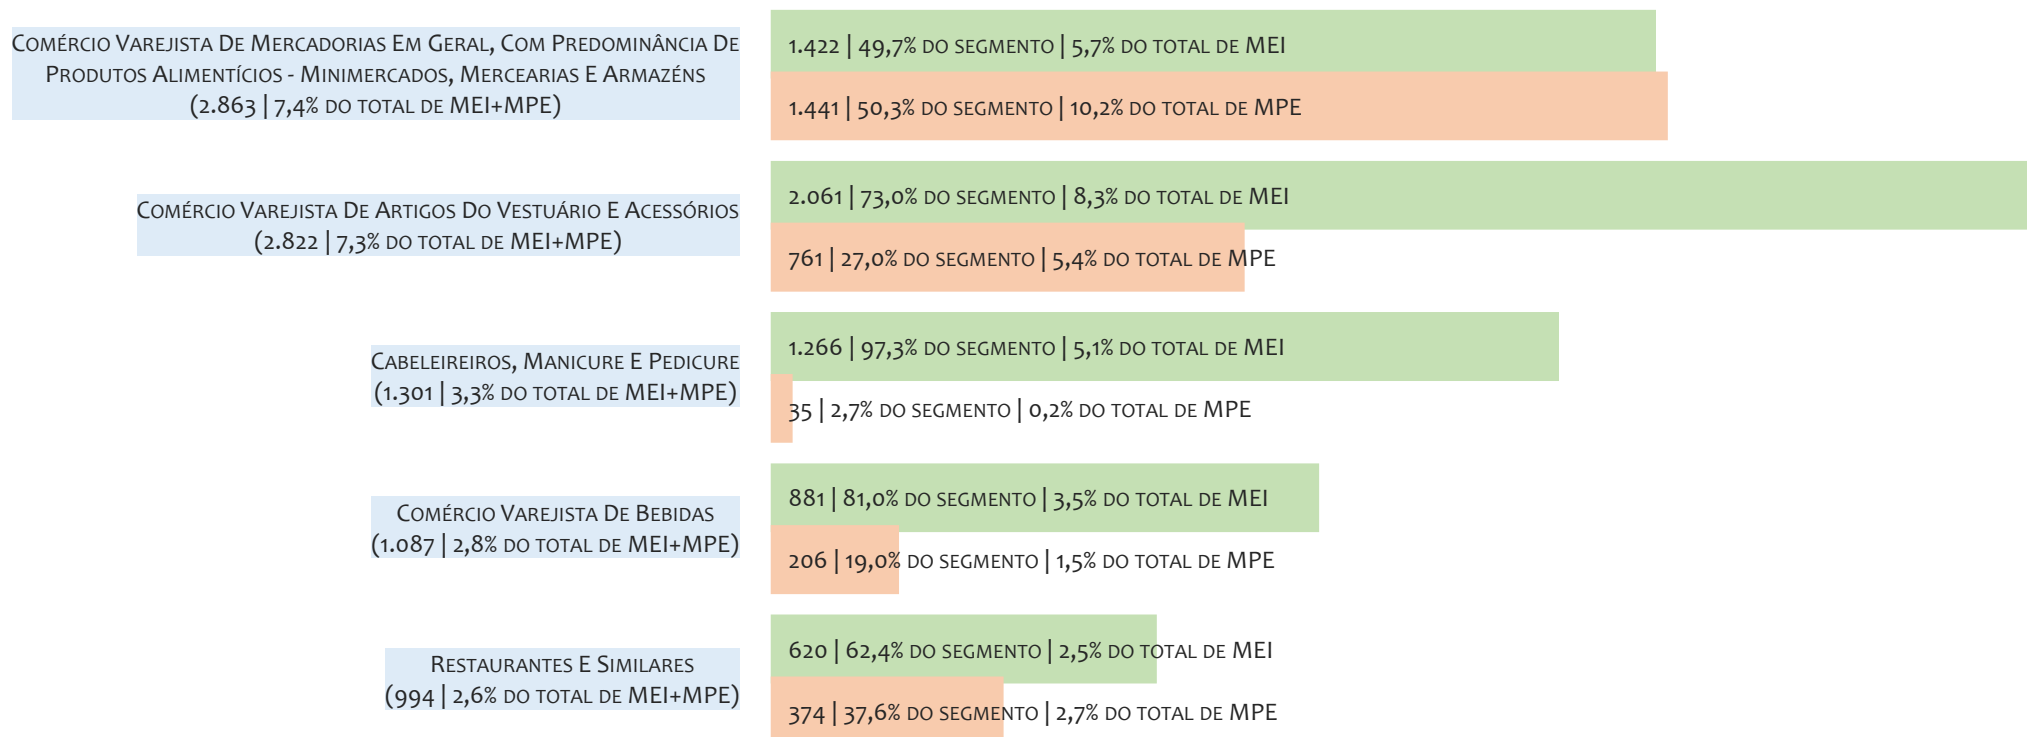 Comércio Varejista De Mercadorias Em Geral, Com Predominância De
Produtos Alimentícios - Minimercados, Mercearias E Armazéns
(2.863 | 7,4% do total de MEI+MPE)
1.422 | 49,7% do segmento | 5,7% do total de MEI
1.441 | 50,3% do segmento | 10,2% do total de MPE
Comércio Varejista De Artigos Do Vestuário E Acessórios
(2.822 | 7,3% do total de MEI+MPE)
2.061 | 73,0% do segmento | 8,3% do total de MEI
761 | 27,0% do segmento | 5,4% do total de MPE
Cabeleireiros, Manicure E Pedicure
(1.301 | 3,3% do total de MEI+MPE)
1.266 | 97,3% do segmento | 5,1% do total de MEI
35 | 2,7% do segmento | 0,2% do total de MPE
Comércio Varejista De Bebidas
(1.087 | 2,8% do total de MEI+MPE)
881 | 81,0% do segmento | 3,5% do total de MEI
206 | 19,0% do segmento | 1,5% do total de MPE
Restaurantes E Similares
(994 | 2,6% do total de MEI+MPE)
620 | 62,4% do segmento | 2,5% do total de MEI
374 | 37,6% do segmento | 2,7% do total de MPE